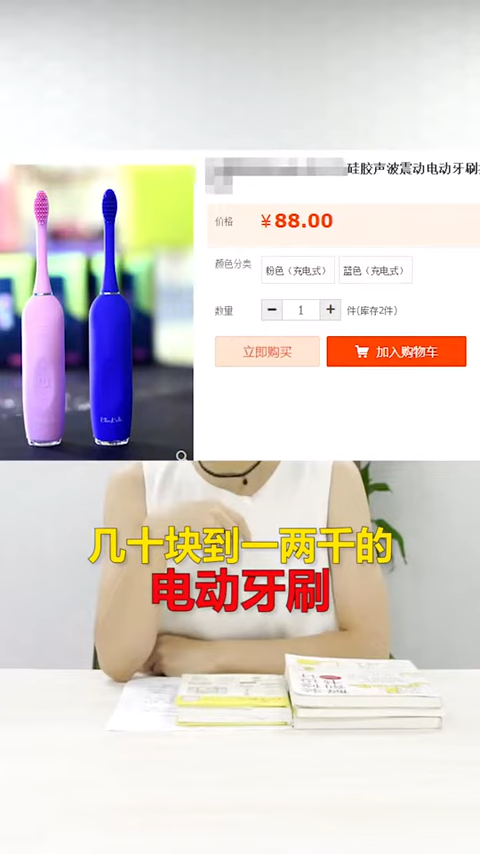 硅胶声波震动电动牙刷
价格
¥88.00
颜色分类
粉色（充电式）
蓝色（充电式）
数量
1
件(库存2件)
立即购买
加入购物车
几十块到一两千的
电动牙刷